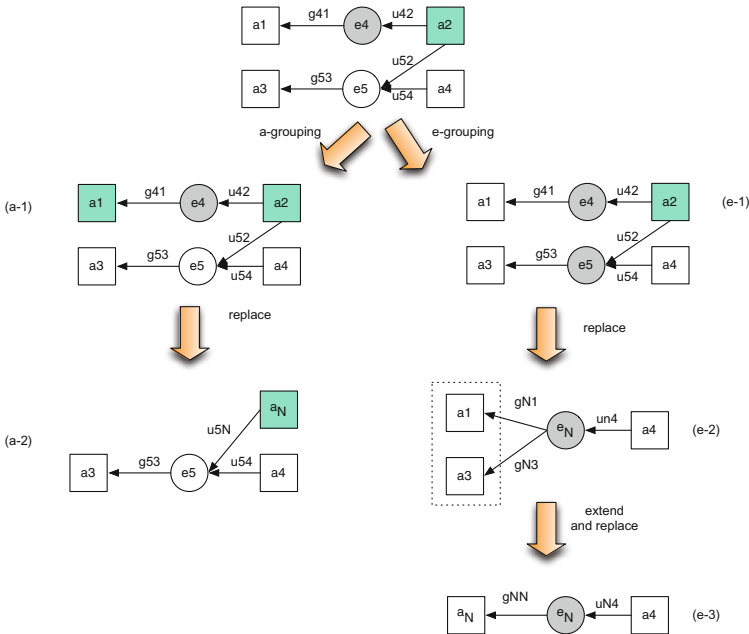 a1 g41 e4 u42 a2
u52
a3 g53 e5 u54 a4
a-grouping e-grouping
(a-1) a1 g41 e4 u42 a2
u52
a3 g53 e5 u54 a4
a1 g41 e4 u42 a2 (e-1)
u52
a3 g53 e5 u54 a4
replace replace
(a-2) aN
u5N
a3 g53 e5 u54 a4
a1 gN1 eN un4 a4 (e-2)
a3 gN3
extend
and replace
aN gNN eN uN4 a4 (e-3)